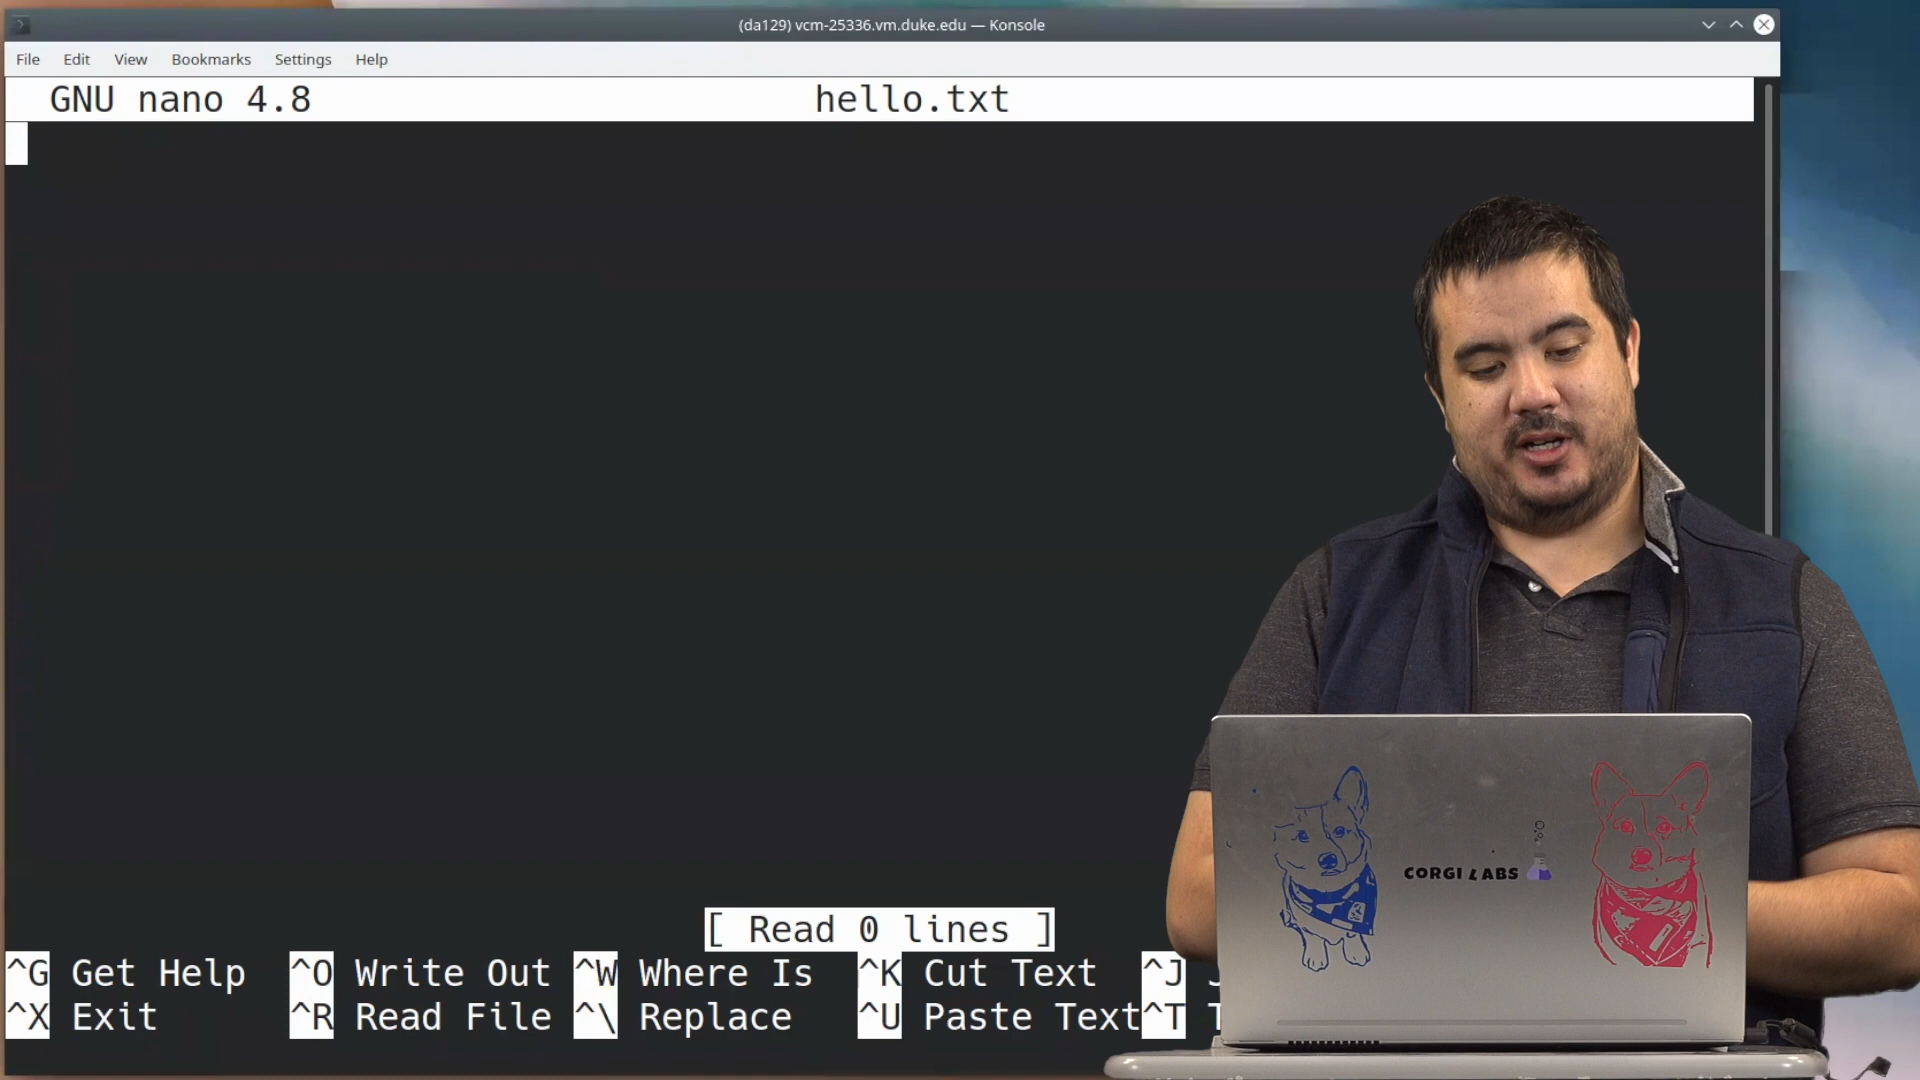 (da129) vcm-25336.vm.duke.edu — Konsole
File Edit View Bookmarks Settings Help
GNU nano 4.8 hello.txt
[ Read 0 lines ]
^G Get Help ^O Write Out ^W Where Is ^K Cut Text ^J
^X Exit ^R Read File ^\ Replace ^U Paste Text ^T
CORGI LABS